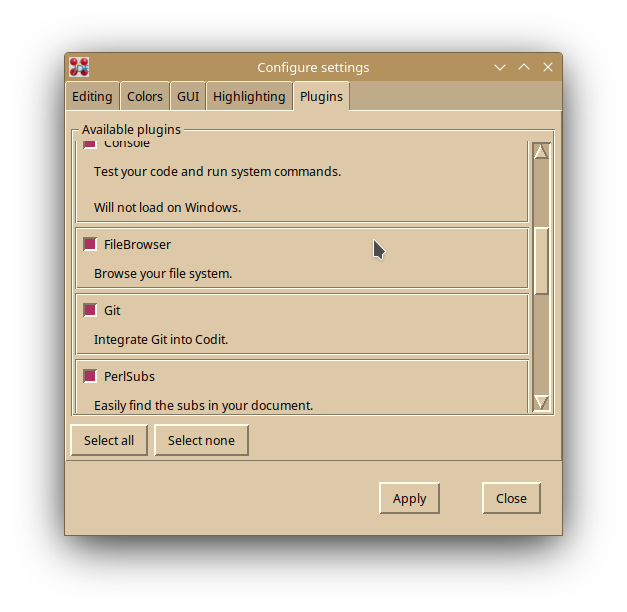 Configure settings
Editing Colors GUI Highlighting Plugins
Available plugins
Console
Test your code and run system commands.
Will not load on Windows.
FileBrowser
Browse your file system.
Git
Integrate Git into Codit.
PerlSubs
Easily find the subs in your document.
Select all Select none
Apply Close